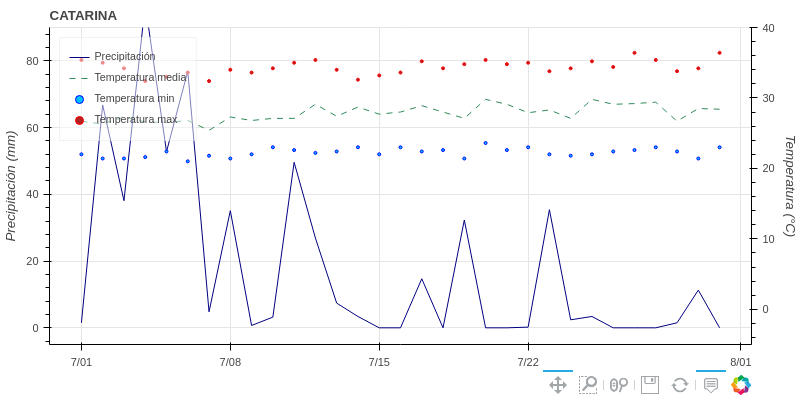 CATARINA
Precipitación
Temperatura media
Temperatura min
Temperatura max
Precipitación (mm)
80
60
40
20
0
Temperatura (°C)
40
30
20
10
0
7/01
7/08
7/15
7/22
8/01